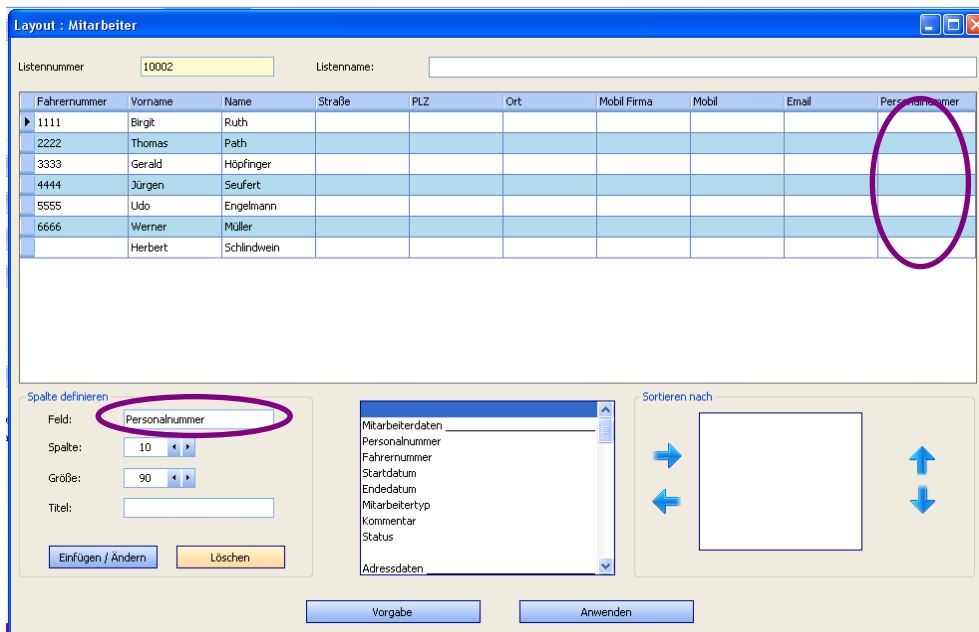 Layout : Mitarbeiter
Listennummer 10002 Listenname:
Fahrernummer Vorname Name Straße PLZ Ort Mobil Firma Mobil Email Personalnummer
1111 Birgit Ruth
2222 Thomas Path
3333 Gerald Höpfinger
4444 Jürgen Seufert
5555 Udo Engelmann
6666 Werner Müller
Herbert Schlindwein
Spalte definieren
Feld: Personalnummer
Spalte: 10
Größe: 90
Titel:
Einfügen / Ändern Löschen
Mitarbeiterdaten
Personalnummer
Fahrernummer
Startdatum
Endedatum
Mitarbeitertyp
Kommentar
Status
Adressdaten
Sortieren nach
Vorgabe Anwenden